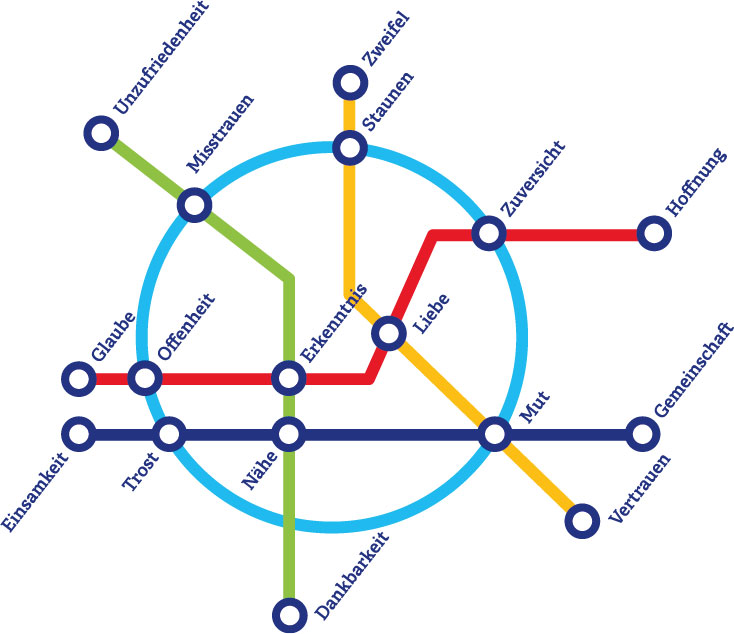 Unzufriedenheit
Misstrauen
Zweifel
Staunen
Zuversicht
Hoffnung
Glaube
Offenheit
Erkenntnis
Liebe
Einsamkeit
Trost
Nähe
Mut
Gemeinschaft
Vertrauen
Dankbarkeit